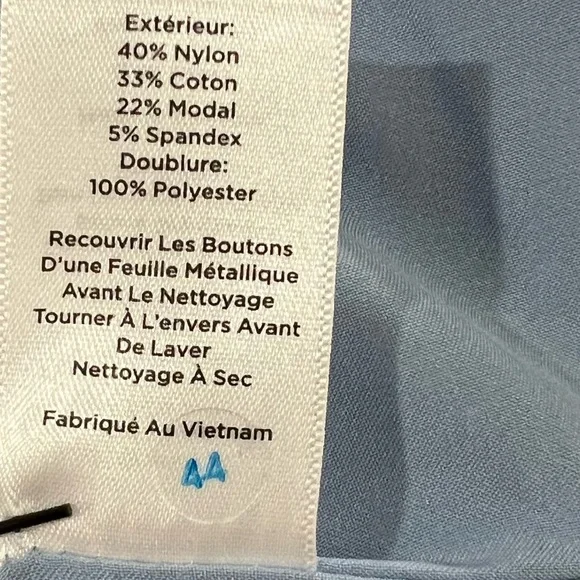 Extérieur:
40% Nylon
33% Coton
22% Modal
5% Spandex
Doublure:
100% Polyester
Recouvrir Les Boutons
D'une Feuille Métallique
Avant Le Nettoyage
Tourner À L'envers Avant
De Laver
Nettoyage À Sec
Fabriqué Au Vietnam
44